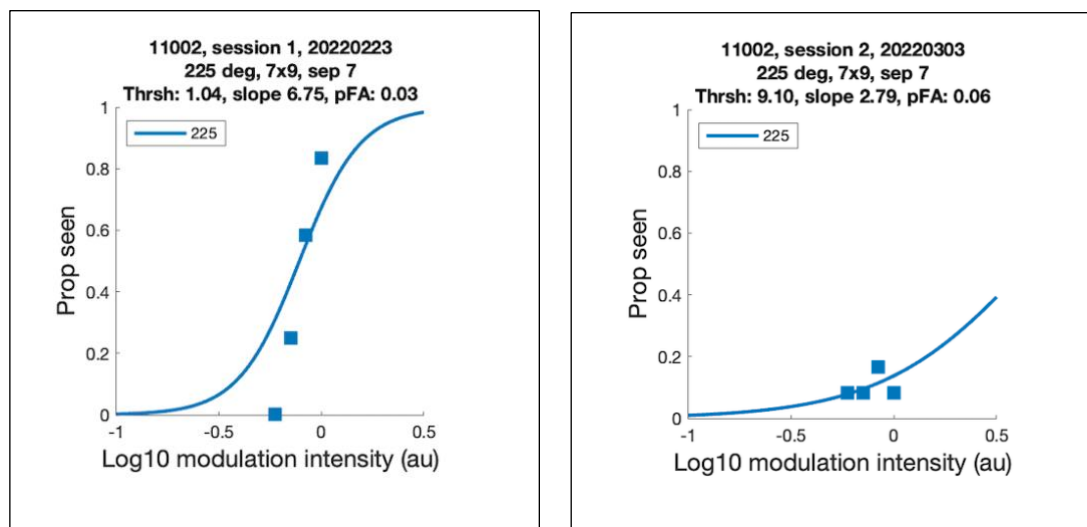 11002, session 1, 20220223
225 deg, 7x9, sep 7
Thrsh: 1.04, slope 6.75, pFA: 0.03
1
225
0.8
0.6
0.4
0.2
0
Prop seen
-1
-0.5
0
0.5
Log10 modulation intensity (au)
11002, session 2, 20220303
225 deg, 7x9, sep 7
Thrsh: 9.10, slope 2.79, pFA: 0.06
1
225
0.8
0.6
0.4
0.2
0
Prop seen
-1
-0.5
0
0.5
Log10 modulation intensity (au)